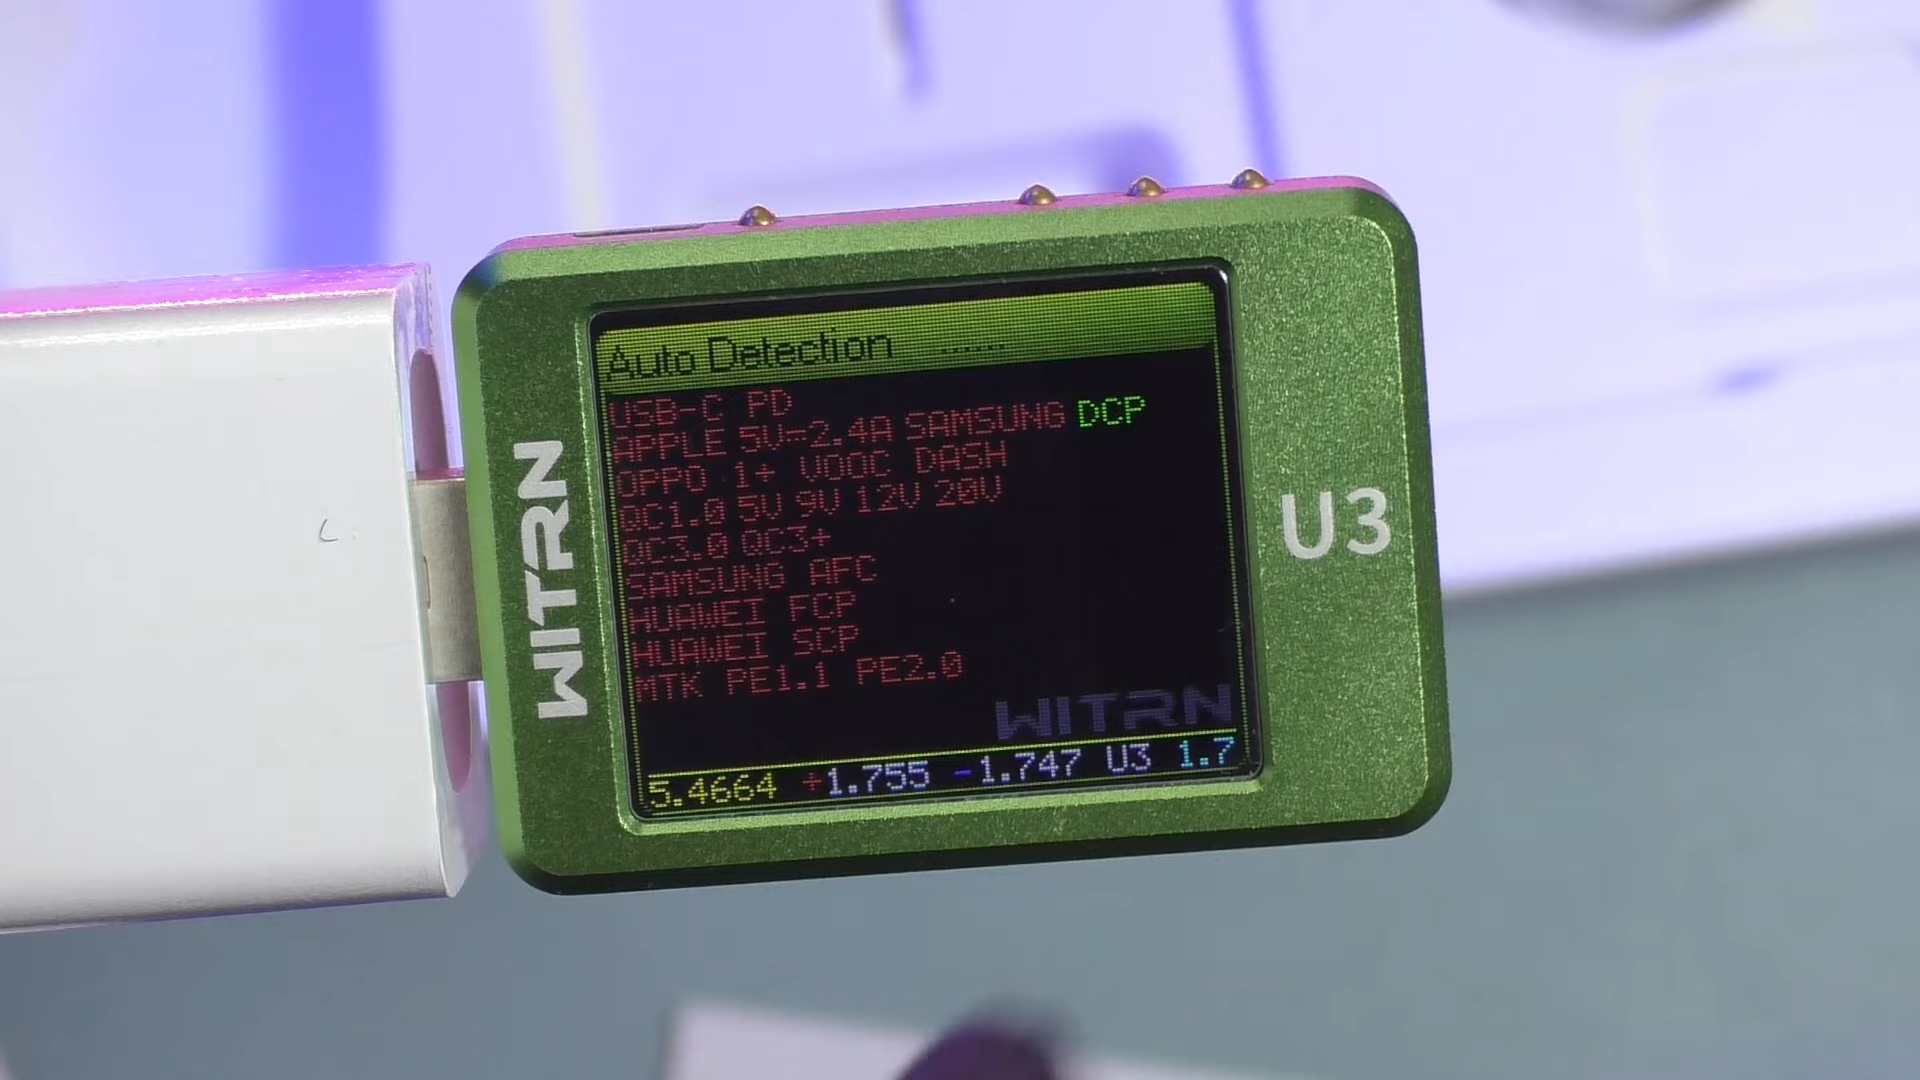 Auto Detection ......
USB-C PD
APPLE 5V-2.4A SAMSUNG DCP
OPPO 1+ VOOC DASH
QC1.0 5V 9V 12V 20V
QC3.0 QC3+
SAMSUNG AFC
HUAWEI FCP
HUAWEI SCP
MTK PE1.1 PE2.0
WITRN
5.4664 +1.755 -1.747 U3 1.7
WITRN
U3